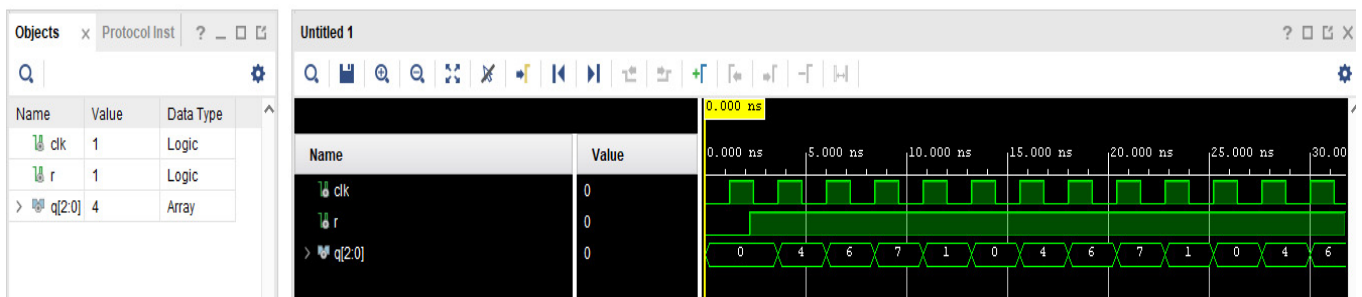 Objects x Protocol Inst ? Untitled 1 ?
Name Value Data Type
clk 1 Logic
r 1 Logic
> q[2:0] 4 Array
0.000 ns
Name Value
0.000 ns 5.000 ns 10.000 ns 15.000 ns 20.000 ns 25.000 ns 30.00
clk 0
r 0
> q[2:0] 0 0 4 6 7 1 0 4 6 7 1 0 4 6